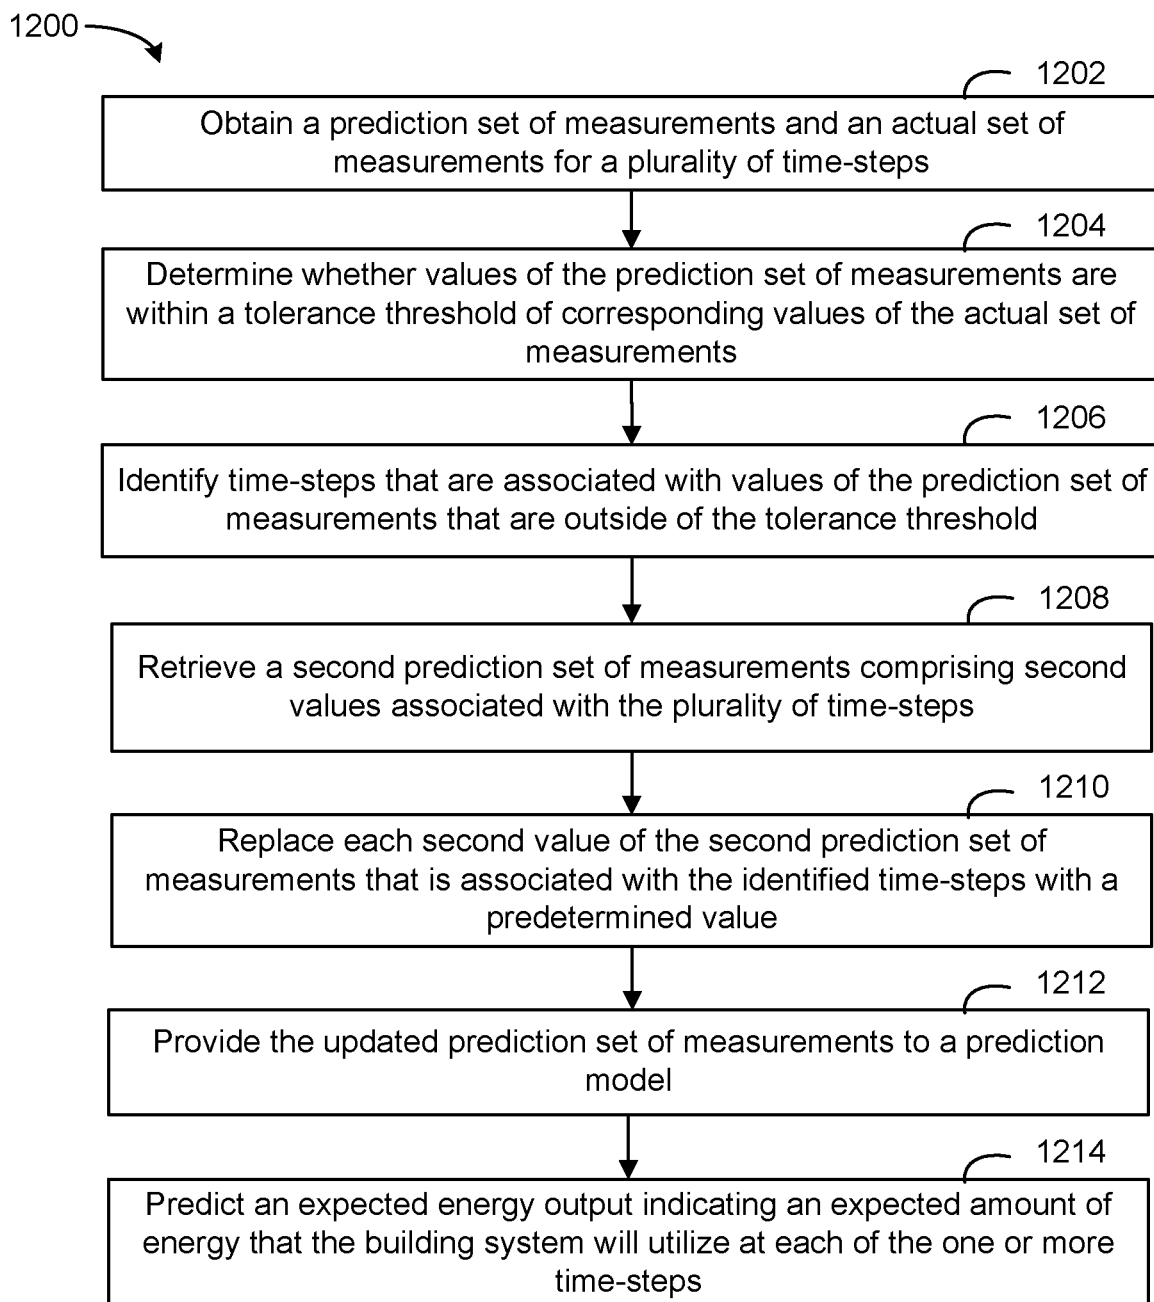 1200
1202
Obtain a prediction set of measurements and an actual set of
measurements for a plurality of time-steps
1204
Determine whether values of the prediction set of measurements are
within a tolerance threshold of corresponding values of the actual set of
measurements
1206
Identify time-steps that are associated with values of the prediction set of
measurements that are outside of the tolerance threshold
1208
Retrieve a second prediction set of measurements comprising second
values associated with the plurality of time-steps
1210
Replace each second value of the second prediction set of
measurements that is associated with the identified time-steps with a
predetermined value
1212
Provide the updated prediction set of measurements to a prediction
model
1214
Predict an expected energy output indicating an expected amount of
energy that the building system will utilize at each of the one or more
time-steps